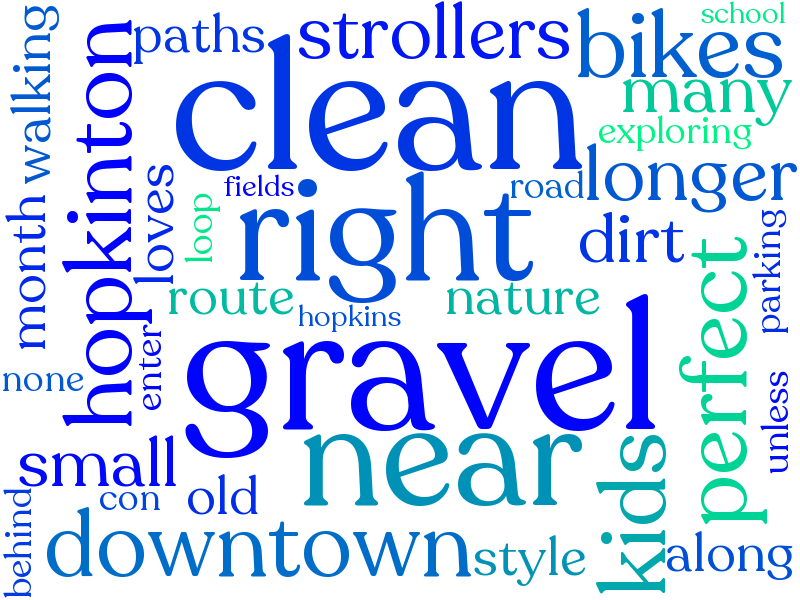 school
paths
strollers
bikes
walking
clean
many
exploring
hopkinton
loves
loop
fields
road
longer
right
month
dirt
parking
route
nature
hopkins
perfect
gravel
enter
none
unless
near
small
kids
con
old
behind
downtown
style
along